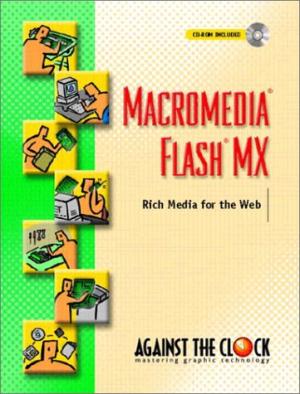 CD-ROM INCLUDED
MACROMEDIA®
FLASH® MX
Rich Media for the Web
AGAINST THE CLOCK
mastering graphic technology